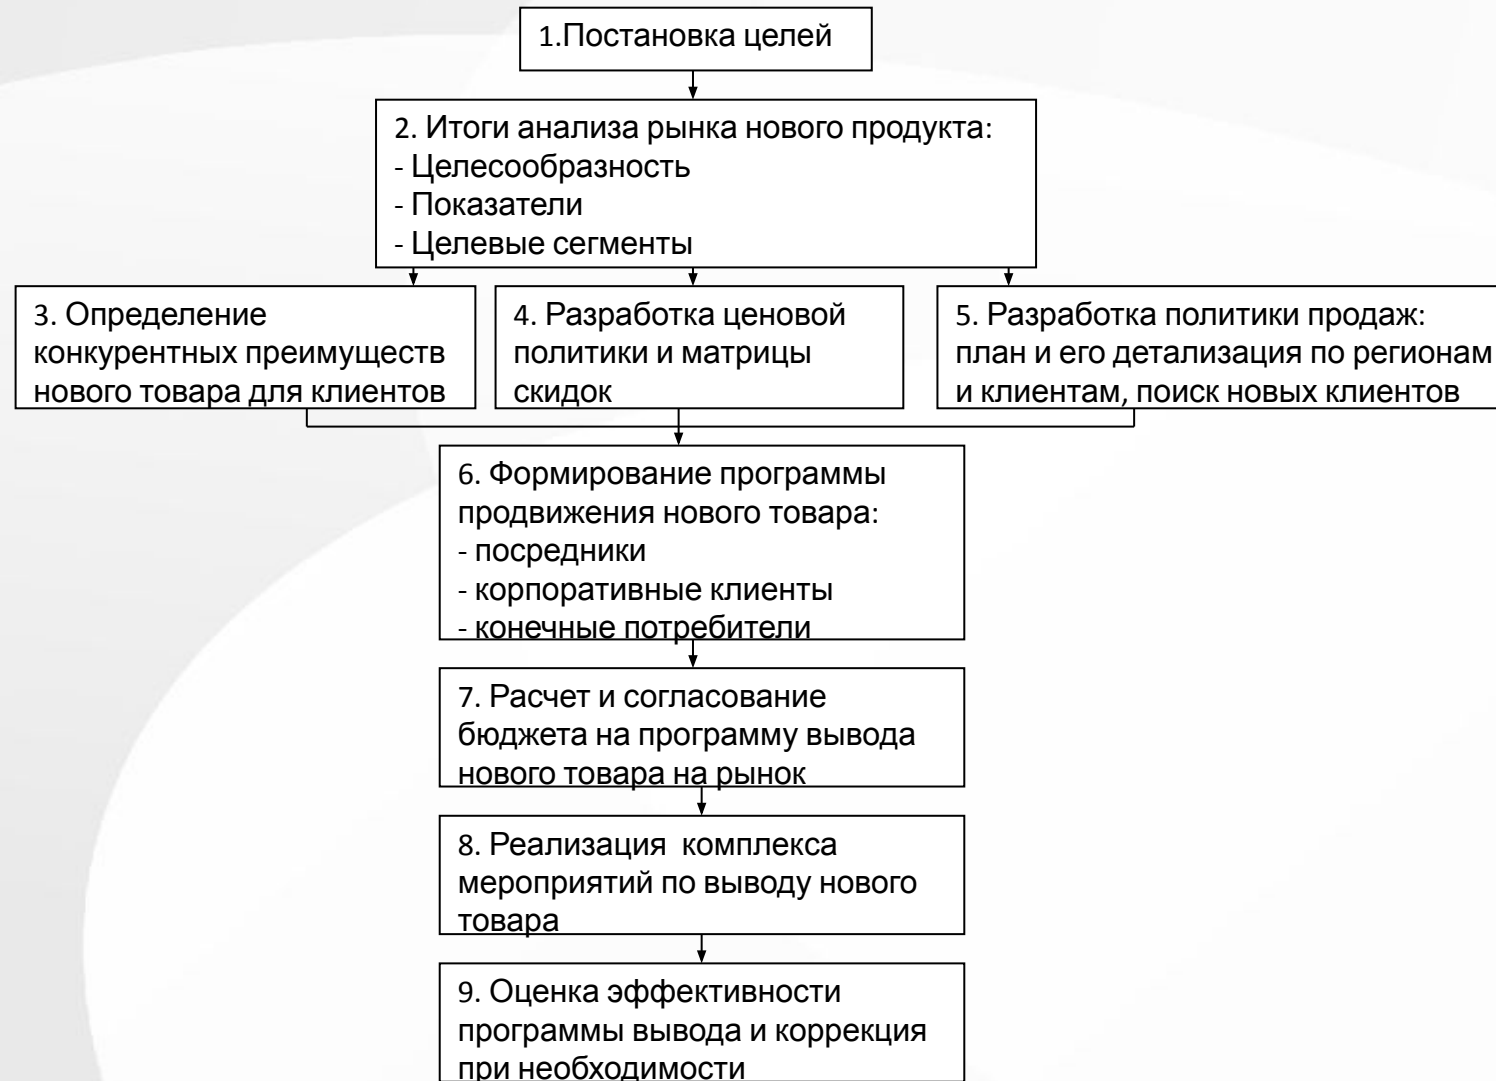 1.Постановка целей
2. Итоги анализа рынка нового продукта:
- Целесообразность
- Показатели
- Целевые сегменты
3. Определение
конкурентных преимуществ
нового товара для клиентов
4. Разработка ценовой
политики и матрицы
скидок
5. Разработка политики продаж:
план и его детализация по регионам
и клиентам, поиск новых клиентов
6. Формирование программы
продвижения нового товара:
- посредники
- корпоративные клиенты
- конечные потребители
7. Расчет и согласование
бюджета на программу вывода
нового товара на рынок
8. Реализация  комплекса
мероприятий по выводу нового
товара
9. Оценка эффективности
программы вывода и коррекция
при необходимости